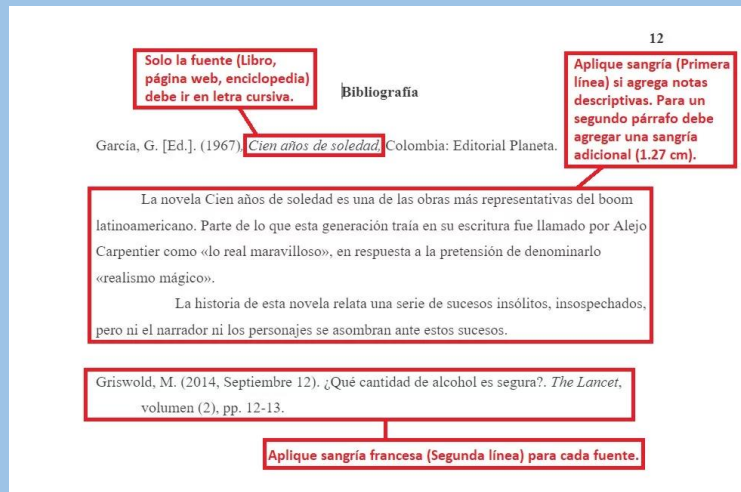 12
Solo la fuente (Libro,
página web, enciclopedia)
debe ir en letra cursiva.
Aplique sangría (Primera
línea) si agrega notas
descriptivas. Para un
segundo párrafo debe
agregar una sangría
adicional (1.27 cm).
Bibliografía
García, G. [Ed.]. (1967), Cien años de soledad, Colombia: Editorial Planeta.
La novela Cien años de soledad es una de las obras más representativas del boom
latinoamericano. Parte de lo que esta generación traía en su escritura fue llamado por Alejo
Carpentier como «lo real maravilloso», en respuesta a la pretensión de denominarlo
«realismo mágico».
La historia de esta novela relata una serie de sucesos insólitos, insospechados,
pero ni el narrador ni los personajes se asombran ante estos sucesos.
Griswold, M. (2014, Septiembre 12). ¿Qué cantidad de alcohol es segura?. The Lancet,
volumen (2), pp. 12-13.
Aplique sangría francesa (Segunda línea) para cada fuente.